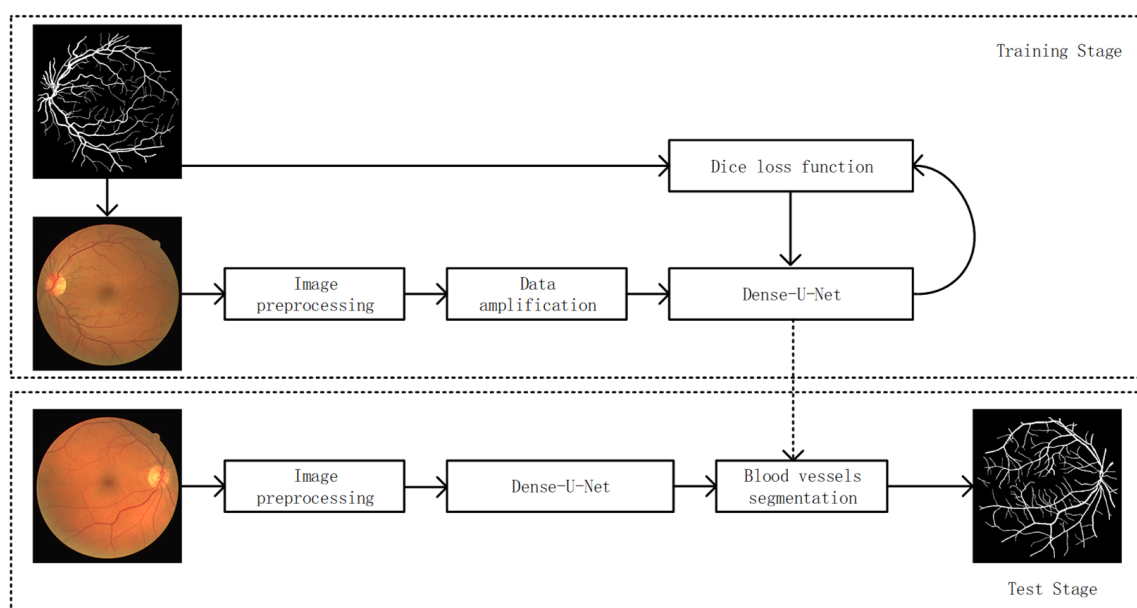 Training Stage
Dice loss function
Image
preprocessing
Data
amplification
Dense-U-Net
Image
preprocessing
Dense-U-Net
Blood vessels
segmentation
Test Stage